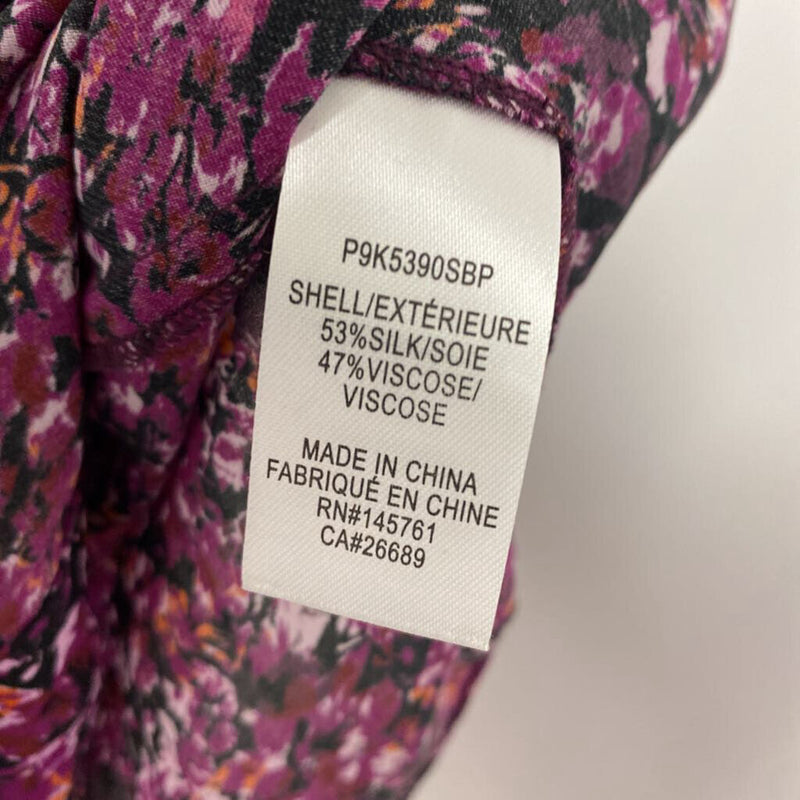 P9K5390SBP
SHELL/EXTÉRIEURE
53%SILK/SOIE
47%VISCOSE/
VISCOSE
MADE IN CHINA
FABRIQUÉ EN CHINE
RN#145761
CA#26689